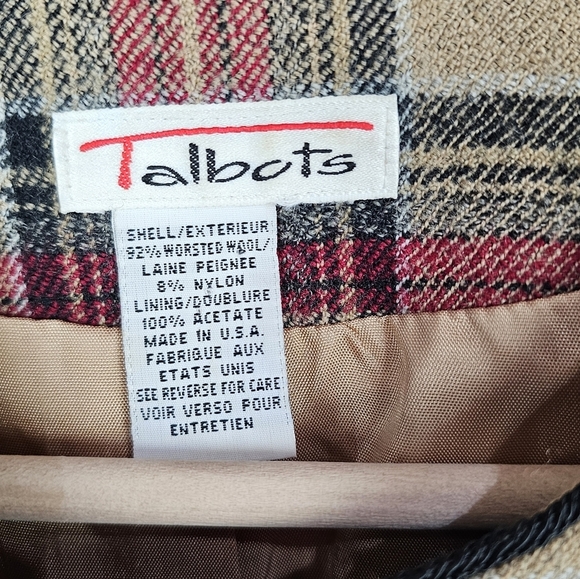 Talbots
SHELL/EXTERIEUR
92% WORSTED WOOL/
LAINE PEIGNEE
8% NYLON
LINING/DOUBLURE
100% ACETATE
MADE IN U.S.A.
FABRIQUE AUX
ETATS UNIS
SEE REVERSE FOR CARE
VOIR VERSO POUR
ENTRETIEN